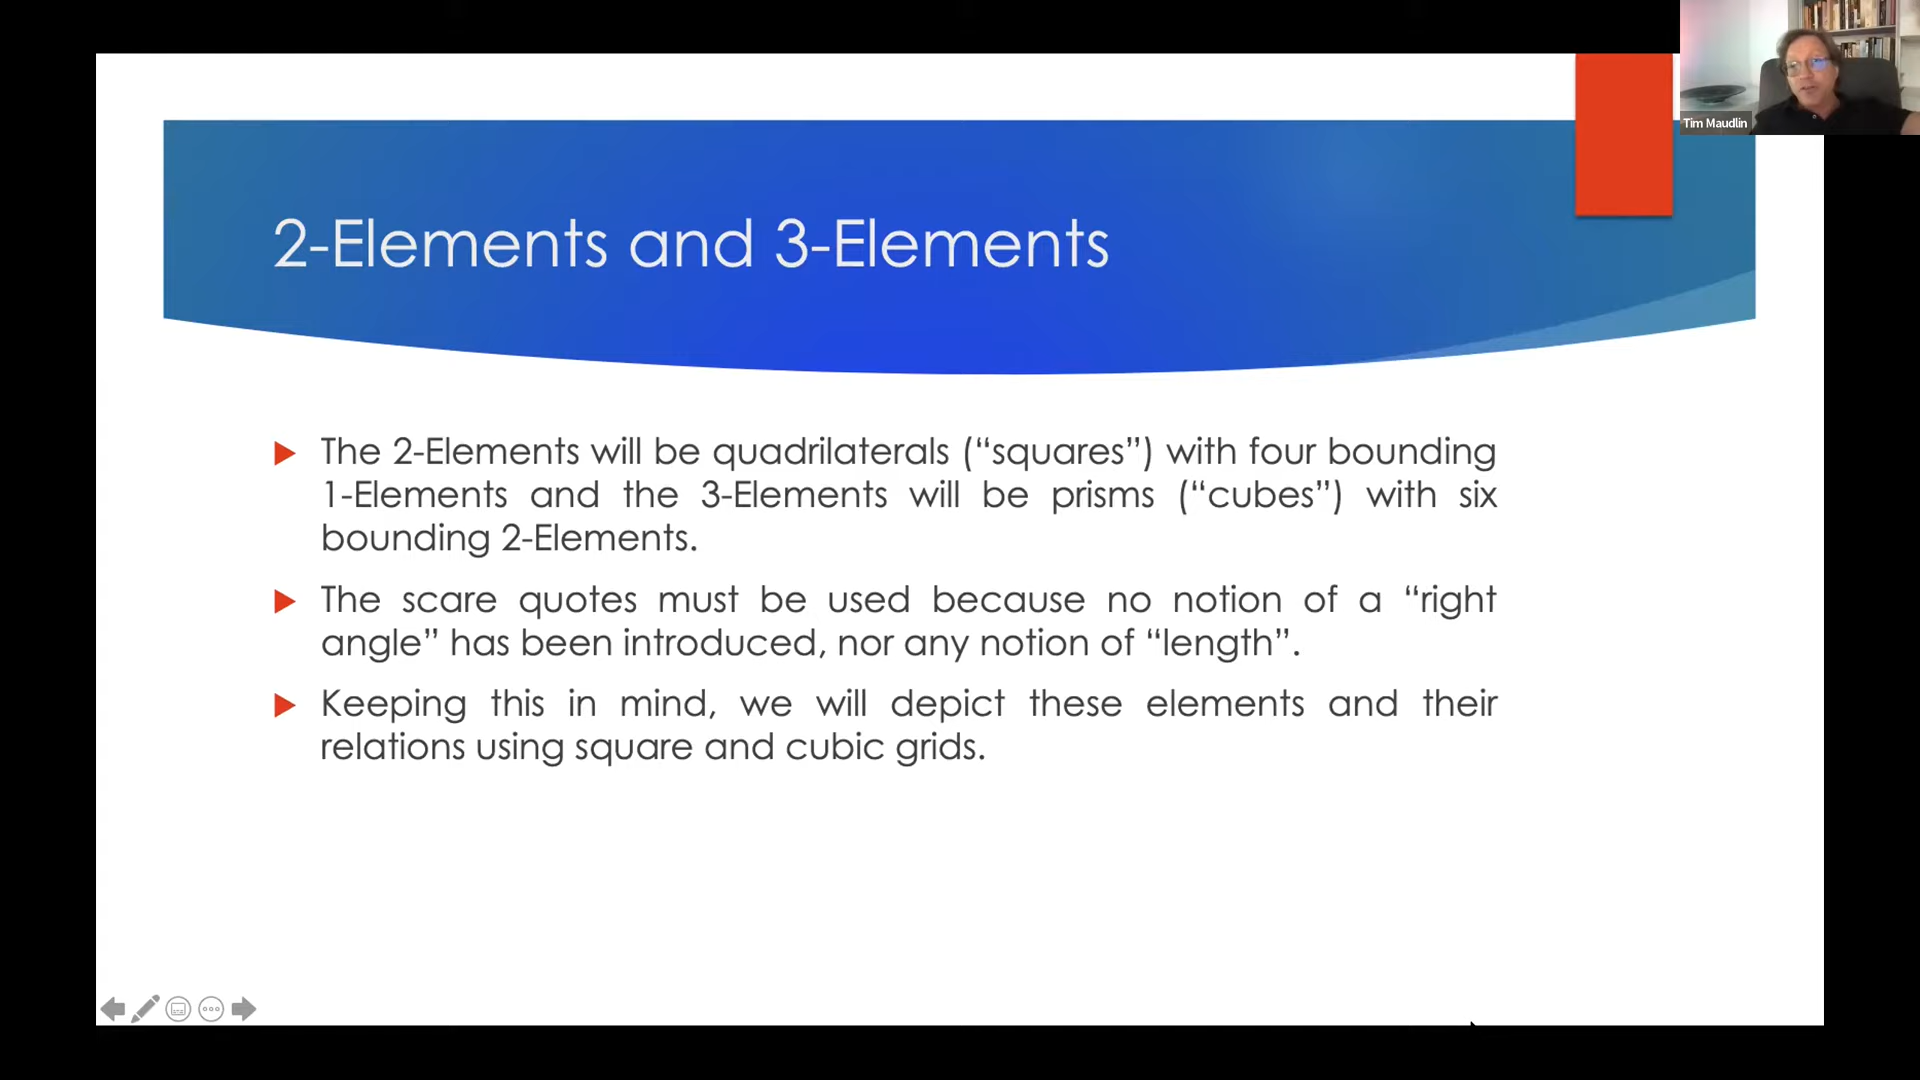 Tim Maudlin
2-Elements and 3-Elements
The 2-Elements will be quadrilaterals (“squares”) with four bounding
1-Elements and the 3-Elements will be prisms (“cubes”) with six
bounding 2-Elements.
The scare quotes must be used because no notion of a “right
angle” has been introduced, nor any notion of “length”.
Keeping this in mind, we will depict these elements and their
relations using square and cubic grids.